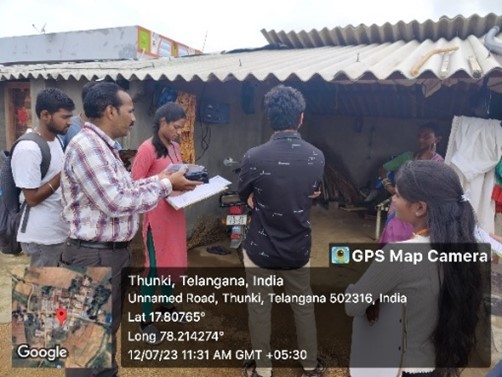 GPS Map Camera
Thunki, Telangana, India
Unnamed Road, Thunki, Telangana 502316, India
Lat 17.80765°
Long 78.214274°
12/07/23 11:31 AM GMT +05:30
Google